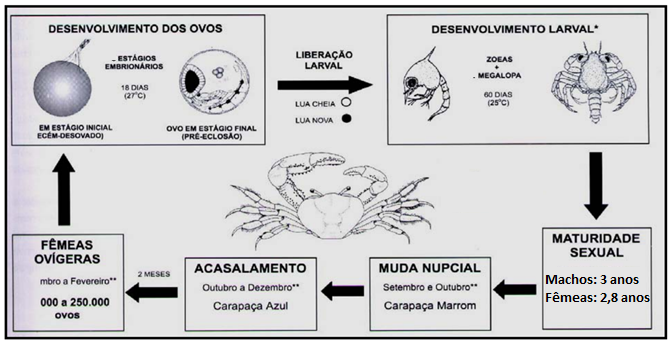 DESENVOLVIMENTO DOS OVOS
ESTÁGIOS
EMBRIONÁRIOS
18 DIAS
(27°C)
EM ESTÁGIO INICIAL
ECÉM-DESOVADO)
OVO EM ESTÁGIO FINAL
(PRÉ-ECLOSÃO)
LIBERAÇÃO
LARVAL
LUA CHEIA
LUA NOVA
DESENVOLVIMENTO LARVAL*
ZOEAS
+
MEGALOPA
60 DIAS
(25°C)
MATURIDADE
SEXUAL
Machos: 3 anos
Fêmeas: 2,8 anos
MUDA NUPCIAL
Setembro e Outubro**
Carapaça Marrom
ACASALAMENTO
Outubro a Dezembro**
Carapaça Azul
2 MESES
FÊMEAS
OVÍGERAS
mbro a Fevereiro**
000 a 250.000
ovos